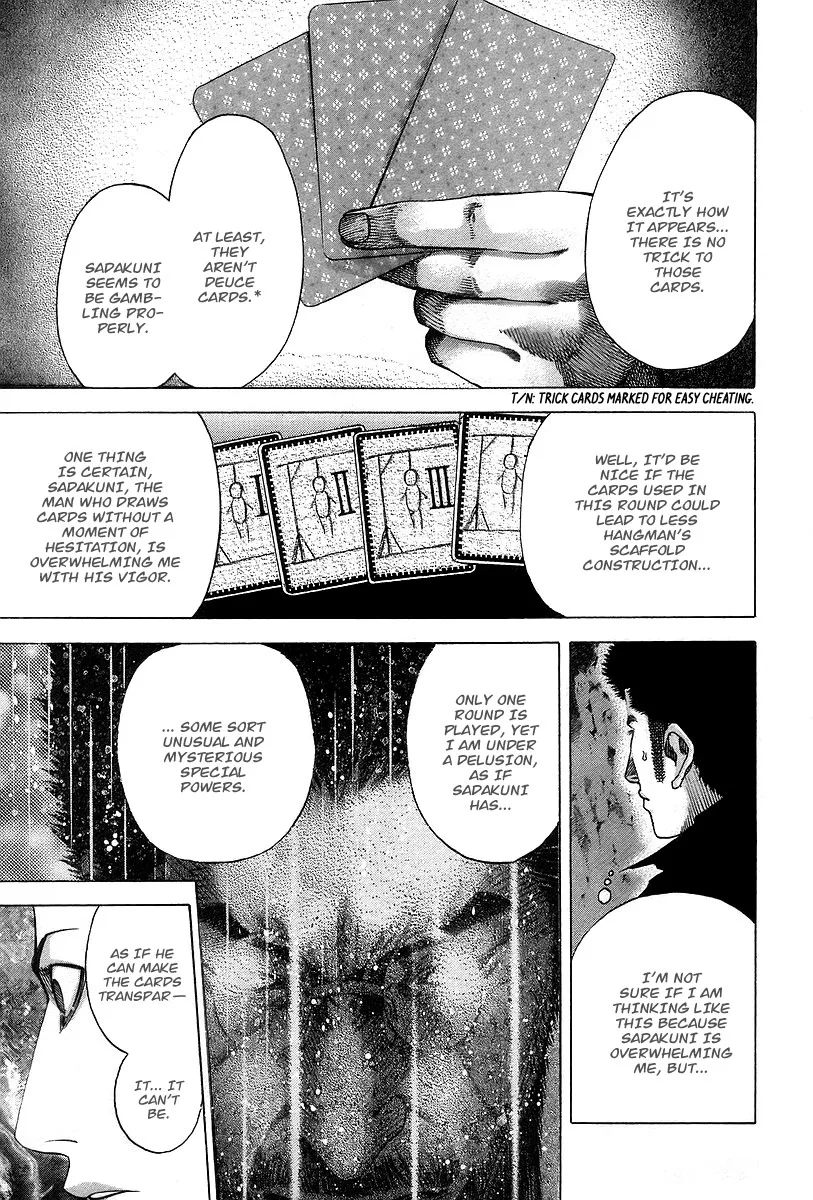 IT'S
EXACTLY HOW
IT APPEARS...
THERE IS NO
TRICK TO
THOSE
CARDS.
AT LEAST,
THEY
AREN'T
DEUCE
CARDS.*
SADAKUNI
SEEMS TO
BE GAMB-
LING PRO-
PERLY.
T/N: TRICK CARDS MARKED FOR EASY CHEATING.
WELL, IT'D BE
NICE IF THE
CARDS USED IN
THIS ROUND COULD
LEAD TO LESS
HANGMAN'S
SCAFFOLD
CONSTRUCTION...
I
II
III
ONE THING
IS CERTAIN,
SADAKUNI, THE
MAN WHO DRAWS
CARDS WITHOUT A
MOMENT OF
HESITATION, IS
OVERWHELMING ME
WITH HIS VIGOR.
I'M NOT
SURE IF I AM
THINKING LIKE
THIS BECAUSE
SADAKUNI IS
OVERWHELMING
ME, BUT...
ONLY ONE
ROUND IS
PLAYED, YET
I AM UNDER
A DELUSION,
AS IF
SADAKUNI
HAS...
... SOME SORT
UNUSUAL AND
MYSTERIOUS
SPECIAL
POWERS.
AS IF HE
CAN MAKE
THE CARDS
TRANSPAR—
IT... IT
CAN'T
BE.